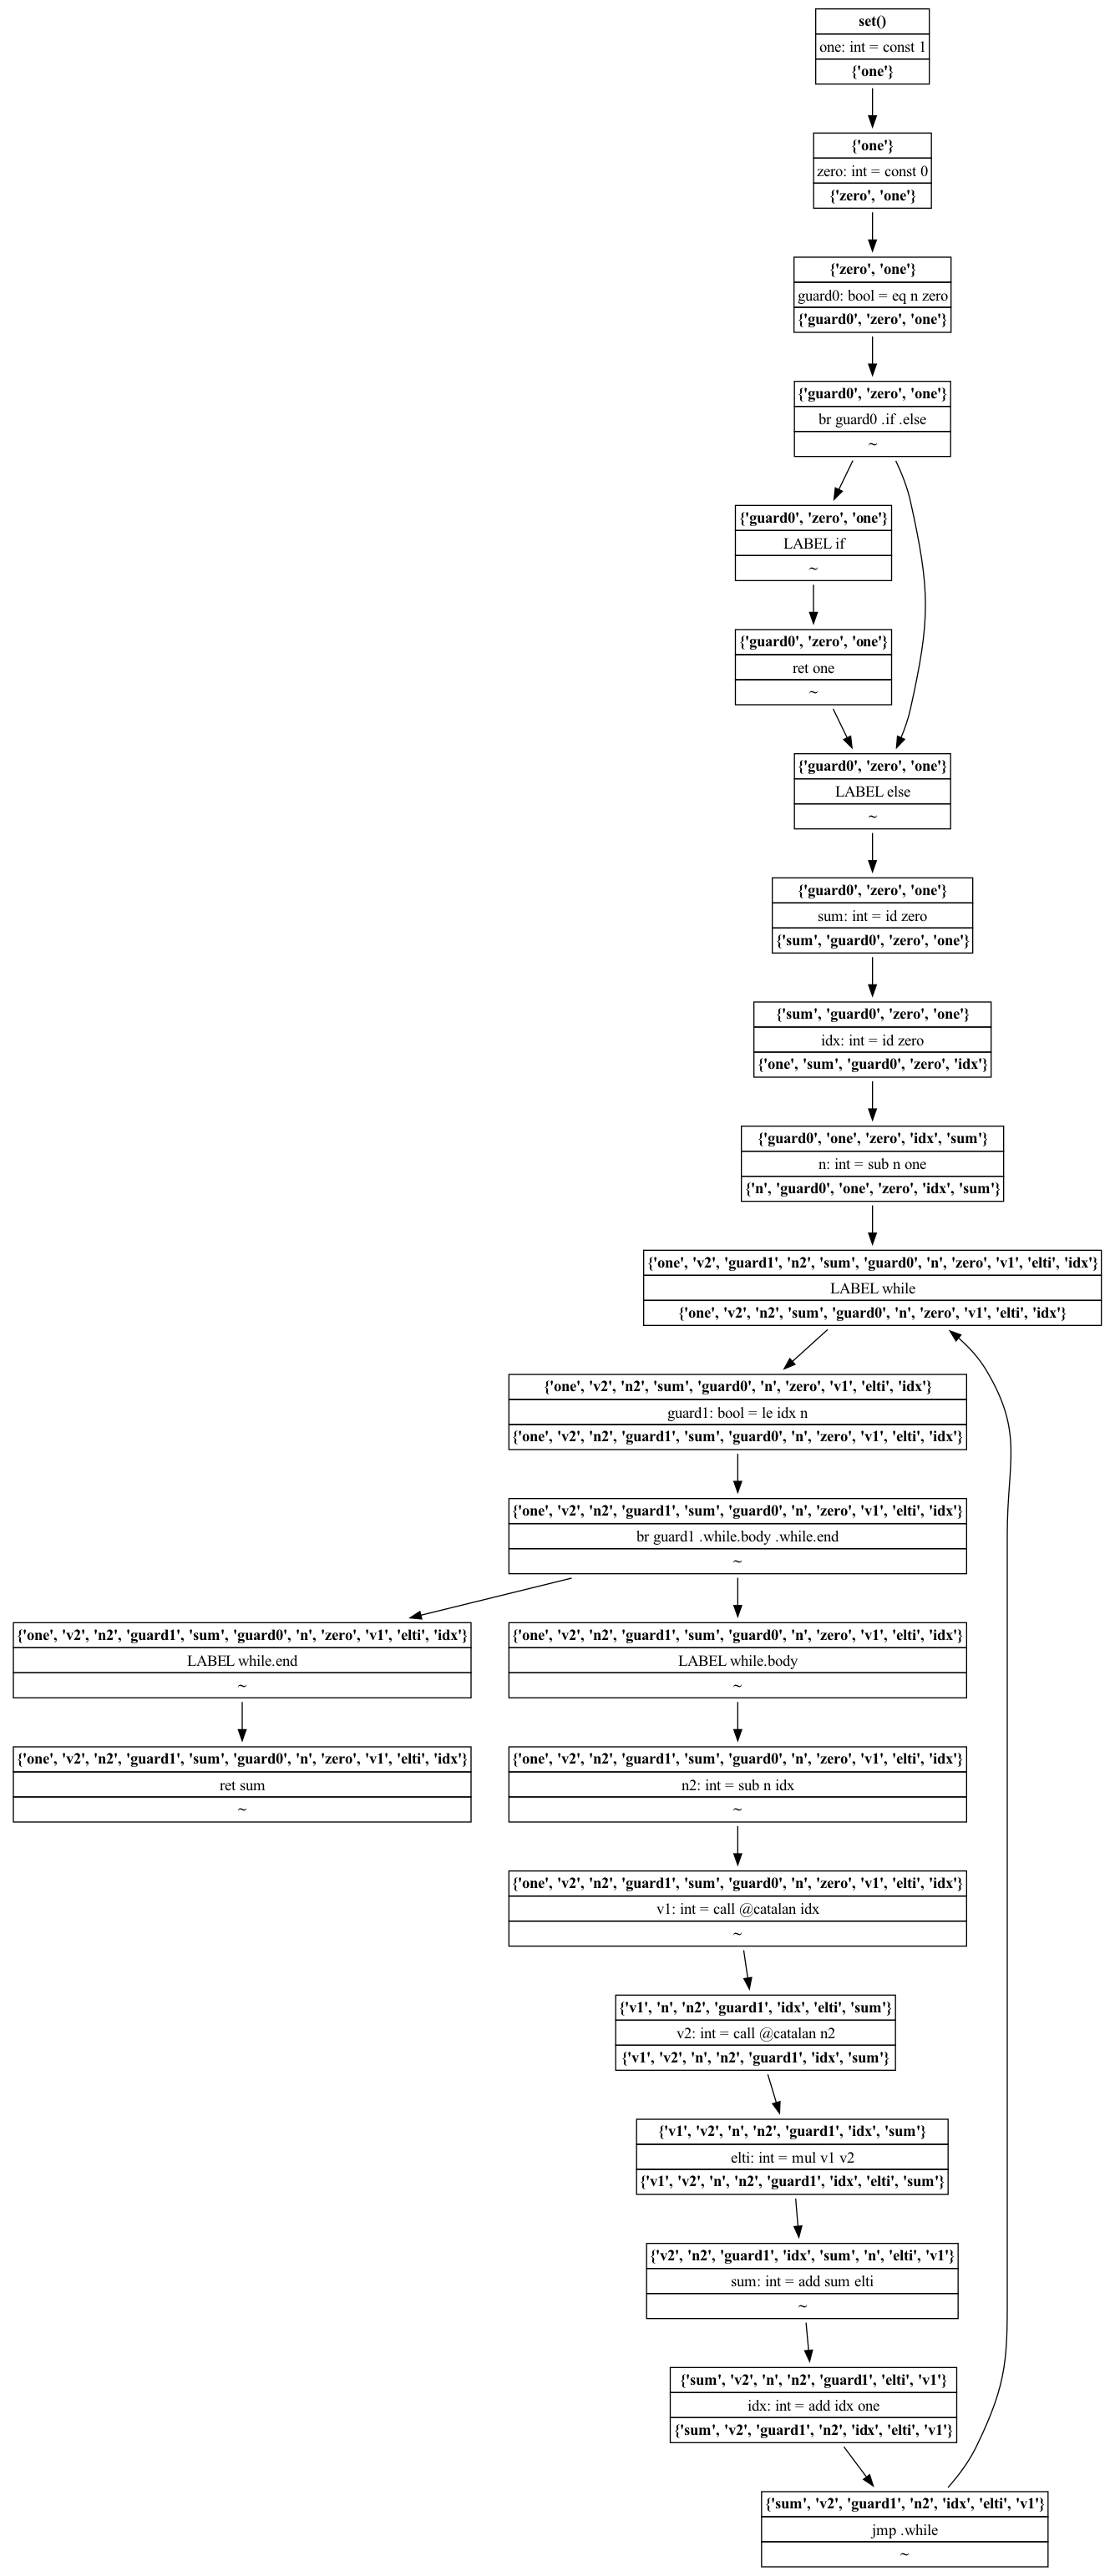 set()
one: int = const 1
{'one'}
{'one'}
zero: int = const 0
{'zero', 'one'}
{'zero', 'one'}
guard0: bool = eq n zero
{'guard0', 'zero', 'one'}
{'guard0', 'zero', 'one'}
br guard0 .if .else
~
{'guard0', 'zero', 'one'}
LABEL if
~
{'guard0', 'zero', 'one'}
ret one
~
{'guard0', 'zero', 'one'}
LABEL else
~
{'guard0', 'zero', 'one'}
sum: int = id zero
{'sum', 'guard0', 'zero', 'one'}
{'sum', 'guard0', 'zero', 'one'}
idx: int = id zero
{'one', 'sum', 'guard0', 'zero', 'idx'}
{'guard0', 'one', 'zero', 'idx', 'sum'}
n: int = sub n one
{'n', 'guard0', 'one', 'zero', 'idx', 'sum'}
{'one', 'v2', 'guard1', 'n2', 'sum', 'guard0', 'n', 'zero', 'v1', 'elti', 'idx'}
LABEL while
{'one', 'v2', 'n2', 'sum', 'guard0', 'n', 'zero', 'v1', 'elti', 'idx'}
{'one', 'v2', 'n2', 'sum', 'guard0', 'n', 'zero', 'v1', 'elti', 'idx'}
guard1: bool = le idx n
{'one', 'v2', 'n2', 'guard1', 'sum', 'guard0', 'n', 'zero', 'v1', 'elti', 'idx'}
{'one', 'v2', 'n2', 'guard1', 'sum', 'guard0', 'n', 'zero', 'v1', 'elti', 'idx'}
br guard1 .while.body .while.end
~
{'one', 'v2', 'n2', 'guard1', 'sum', 'guard0', 'n', 'zero', 'v1', 'elti', 'idx'}
LABEL while.end
~
{'one', 'v2', 'n2', 'guard1', 'sum', 'guard0', 'n', 'zero', 'v1', 'elti', 'idx'}
ret sum
~
{'one', 'v2', 'n2', 'guard1', 'sum', 'guard0', 'n', 'zero', 'v1', 'elti', 'idx'}
LABEL while.body
~
{'one', 'v2', 'n2', 'guard1', 'sum', 'guard0', 'n', 'zero', 'v1', 'elti', 'idx'}
n2: int = sub n idx
~
{'one', 'v2', 'n2', 'guard1', 'sum', 'guard0', 'n', 'zero', 'v1', 'elti', 'idx'}
v1: int = call @catalan idx
~
{'v1', 'n', 'n2', 'guard1', 'idx', 'elti', 'sum'}
v2: int = call @catalan n2
{'v1', 'v2', 'n', 'n2', 'guard1', 'idx', 'sum'}
{'v1', 'v2', 'n', 'n2', 'guard1', 'idx', 'sum'}
elti: int = mul v1 v2
{'v1', 'v2', 'n', 'n2', 'guard1', 'idx', 'elti', 'sum'}
{'v2', 'n2', 'guard1', 'idx', 'sum', 'n', 'elti', 'v1'}
sum: int = add sum elti
~
{'sum', 'v2', 'n', 'n2', 'guard1', 'elti', 'v1'}
idx: int = add idx one
{'sum', 'v2', 'guard1', 'n2', 'idx', 'elti', 'v1'}
{'sum', 'v2', 'guard1', 'n2', 'idx', 'elti', 'v1'}
jmp .while
~